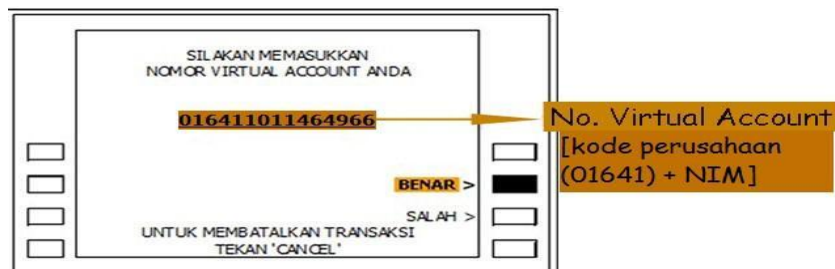 SILAKAN MEMASUKKAN
NOMOR VIRTUAL ACCOUNT ANDA
016411011464966
No. Virtual Account
[kode perusahaan
(01641) + NIM]
BENAR >
SALAH >
UNTUK MEMBATALKAN TRANSAKSI
TEKAN 'CANCEL'